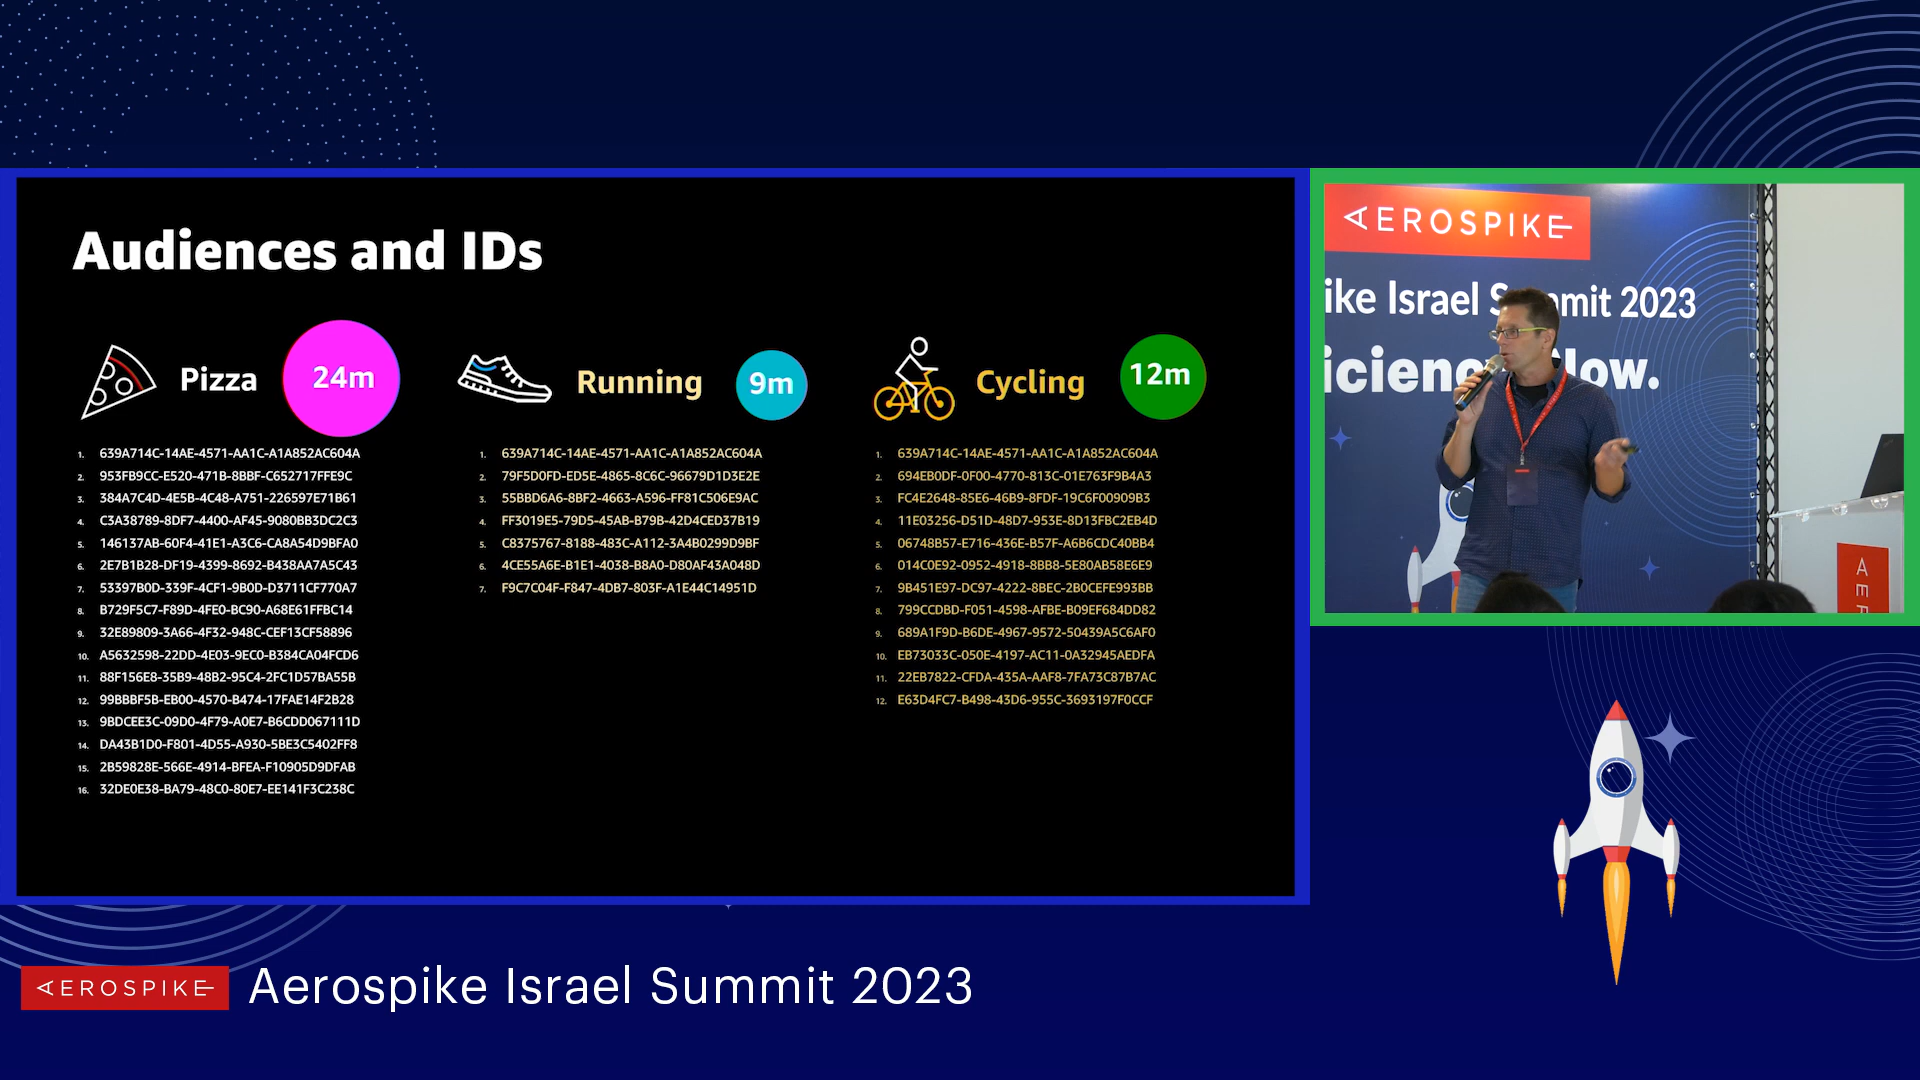 Audiences and IDs
Pizza
24m
1. 639A714C-14AE-4571-AA1C-A1A852AC604A
2. 953FB9CC-E520-471B-8BBF-C652717FFE9C
3. 384A7C4D-4E5B-4C48-A751-226597E71B61
4. C3A38789-8DF7-4400-AF45-9080BB3DC2C3
5. 146137AB-60F4-41E1-A3C6-CA8A54D9BFA0
6. 2E7B1B28-DF19-4399-8692-B438AA7A5C43
7. 53397B0D-339F-4CF1-9B0D-D3711CF770A7
8. B729F5C7-F89D-4FE0-BC90-A68E61FFBC14
9. 32E89809-3A66-4F32-948C-CEF13CF58896
10. A5632598-22DD-4E03-9EC0-B384CA04FCD6
11. 88F156E8-35B9-48B2-95C4-2FC1D57BA55B
12. 99BBBF5B-EB00-4570-B474-17FAE14F2B28
13. 9BDCEE3C-09D0-4F79-A0E7-B6CDD067111D
14. DA43B1D0-F801-4D55-A930-5BE3C5402FF8
15. 2B59828E-566E-4914-BFEA-F10905D9DFAB
16. 32DE0E38-BA79-48C0-80E7-EE141F3C238C
Running
9m
1. 639A714C-14AE-4571-AA1C-A1A852AC604A
2. 79F5D0FD-ED5E-4865-8C6C-96679D1D3E2E
3. 55BBD6A6-8BF2-4663-A596-FF81C506E9AC
4. FF3019E5-79D5-45AB-B79B-42D4CED37B19
5. C8375767-8188-483C-A112-3A4B0299D9BF
6. 4CE55A6E-B1E1-4038-B8A0-D80AF43A048D
7. F9C7C04F-F847-4DB7-803F-A1E44C14951D
Cycling
12m
1. 639A714C-14AE-4571-AA1C-A1A852AC604A
2. 694EB0DF-0F00-4770-813C-01E763F9B4A3
3. FC4E2648-85E6-46B9-8FDF-19C6F00909B3
4. 11E03256-D51D-48D7-953E-8D13FBC2EB4D
5. 06748B57-E716-436E-B57F-A6B6CDC40BB4
6. 014C0E92-0952-4918-8BB8-5E80AB58E6E9
7. 9B451E97-DC97-4222-8BEC-2B0CEFE993BB
8. 799CCDBD-F051-4598-AFBE-B09EF684DD82
9. 689A1F9D-B6DE-4967-9572-50439A5C6AF0
10. EB73033C-050E-4197-AC11-0A32945AEDFA
11. 22EB7822-CFDA-435A-AAF8-7FA73C87B7AC
12. E63D4FC7-B498-43D6-955C-3693197F0CCF
AEROSPIKE
ike Israel S mmit 2023
icienc low.
AER
AEROSPIKE
Aerospike Israel Summit 2023